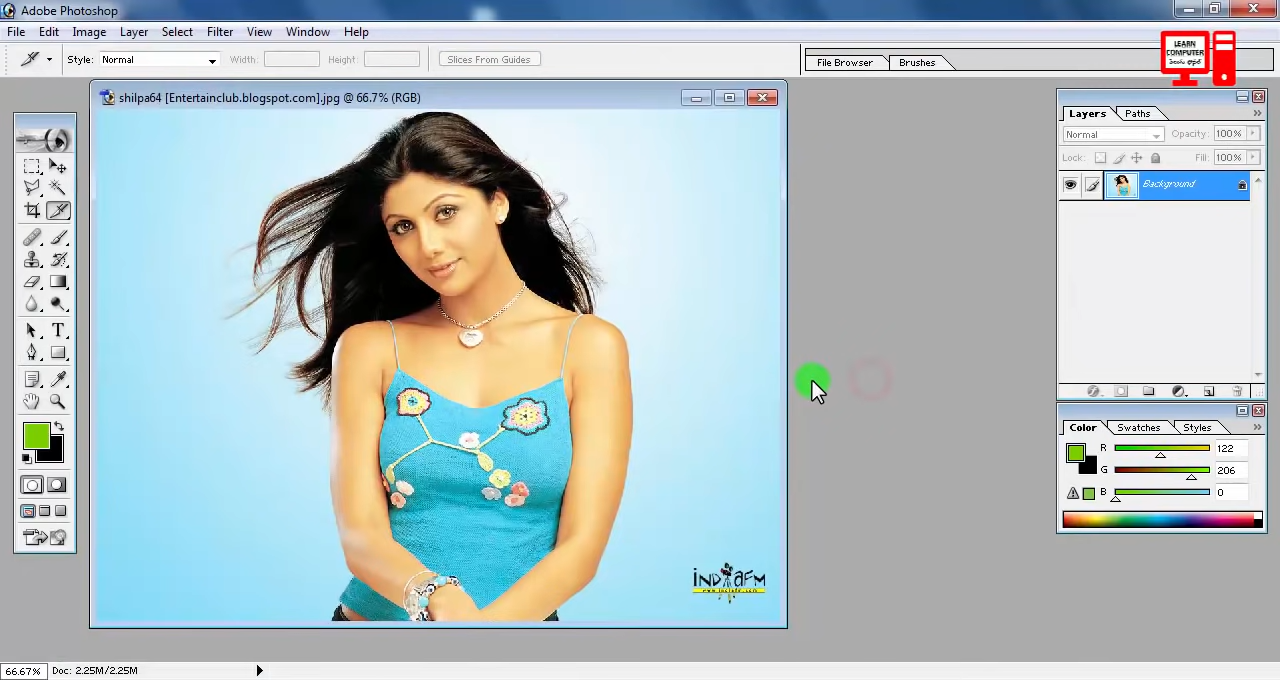 Adobe Photoshop
File Edit Image Layer Select Filter View Window Help
Style: Normal Width: Height: Slices From Guides File Browser Brushes
LEARN
COMPUTER
shilpa64 [Entertainclub.blogspot.com].jpg @ 66.7% (RGB)
INDIAFM
Layers Paths
Normal Opacity: 100%
Lock: Fill: 100%
Background
Color Swatches Styles
R 122
G 206
B 0
66.67% Doc: 2.25M/2.25M